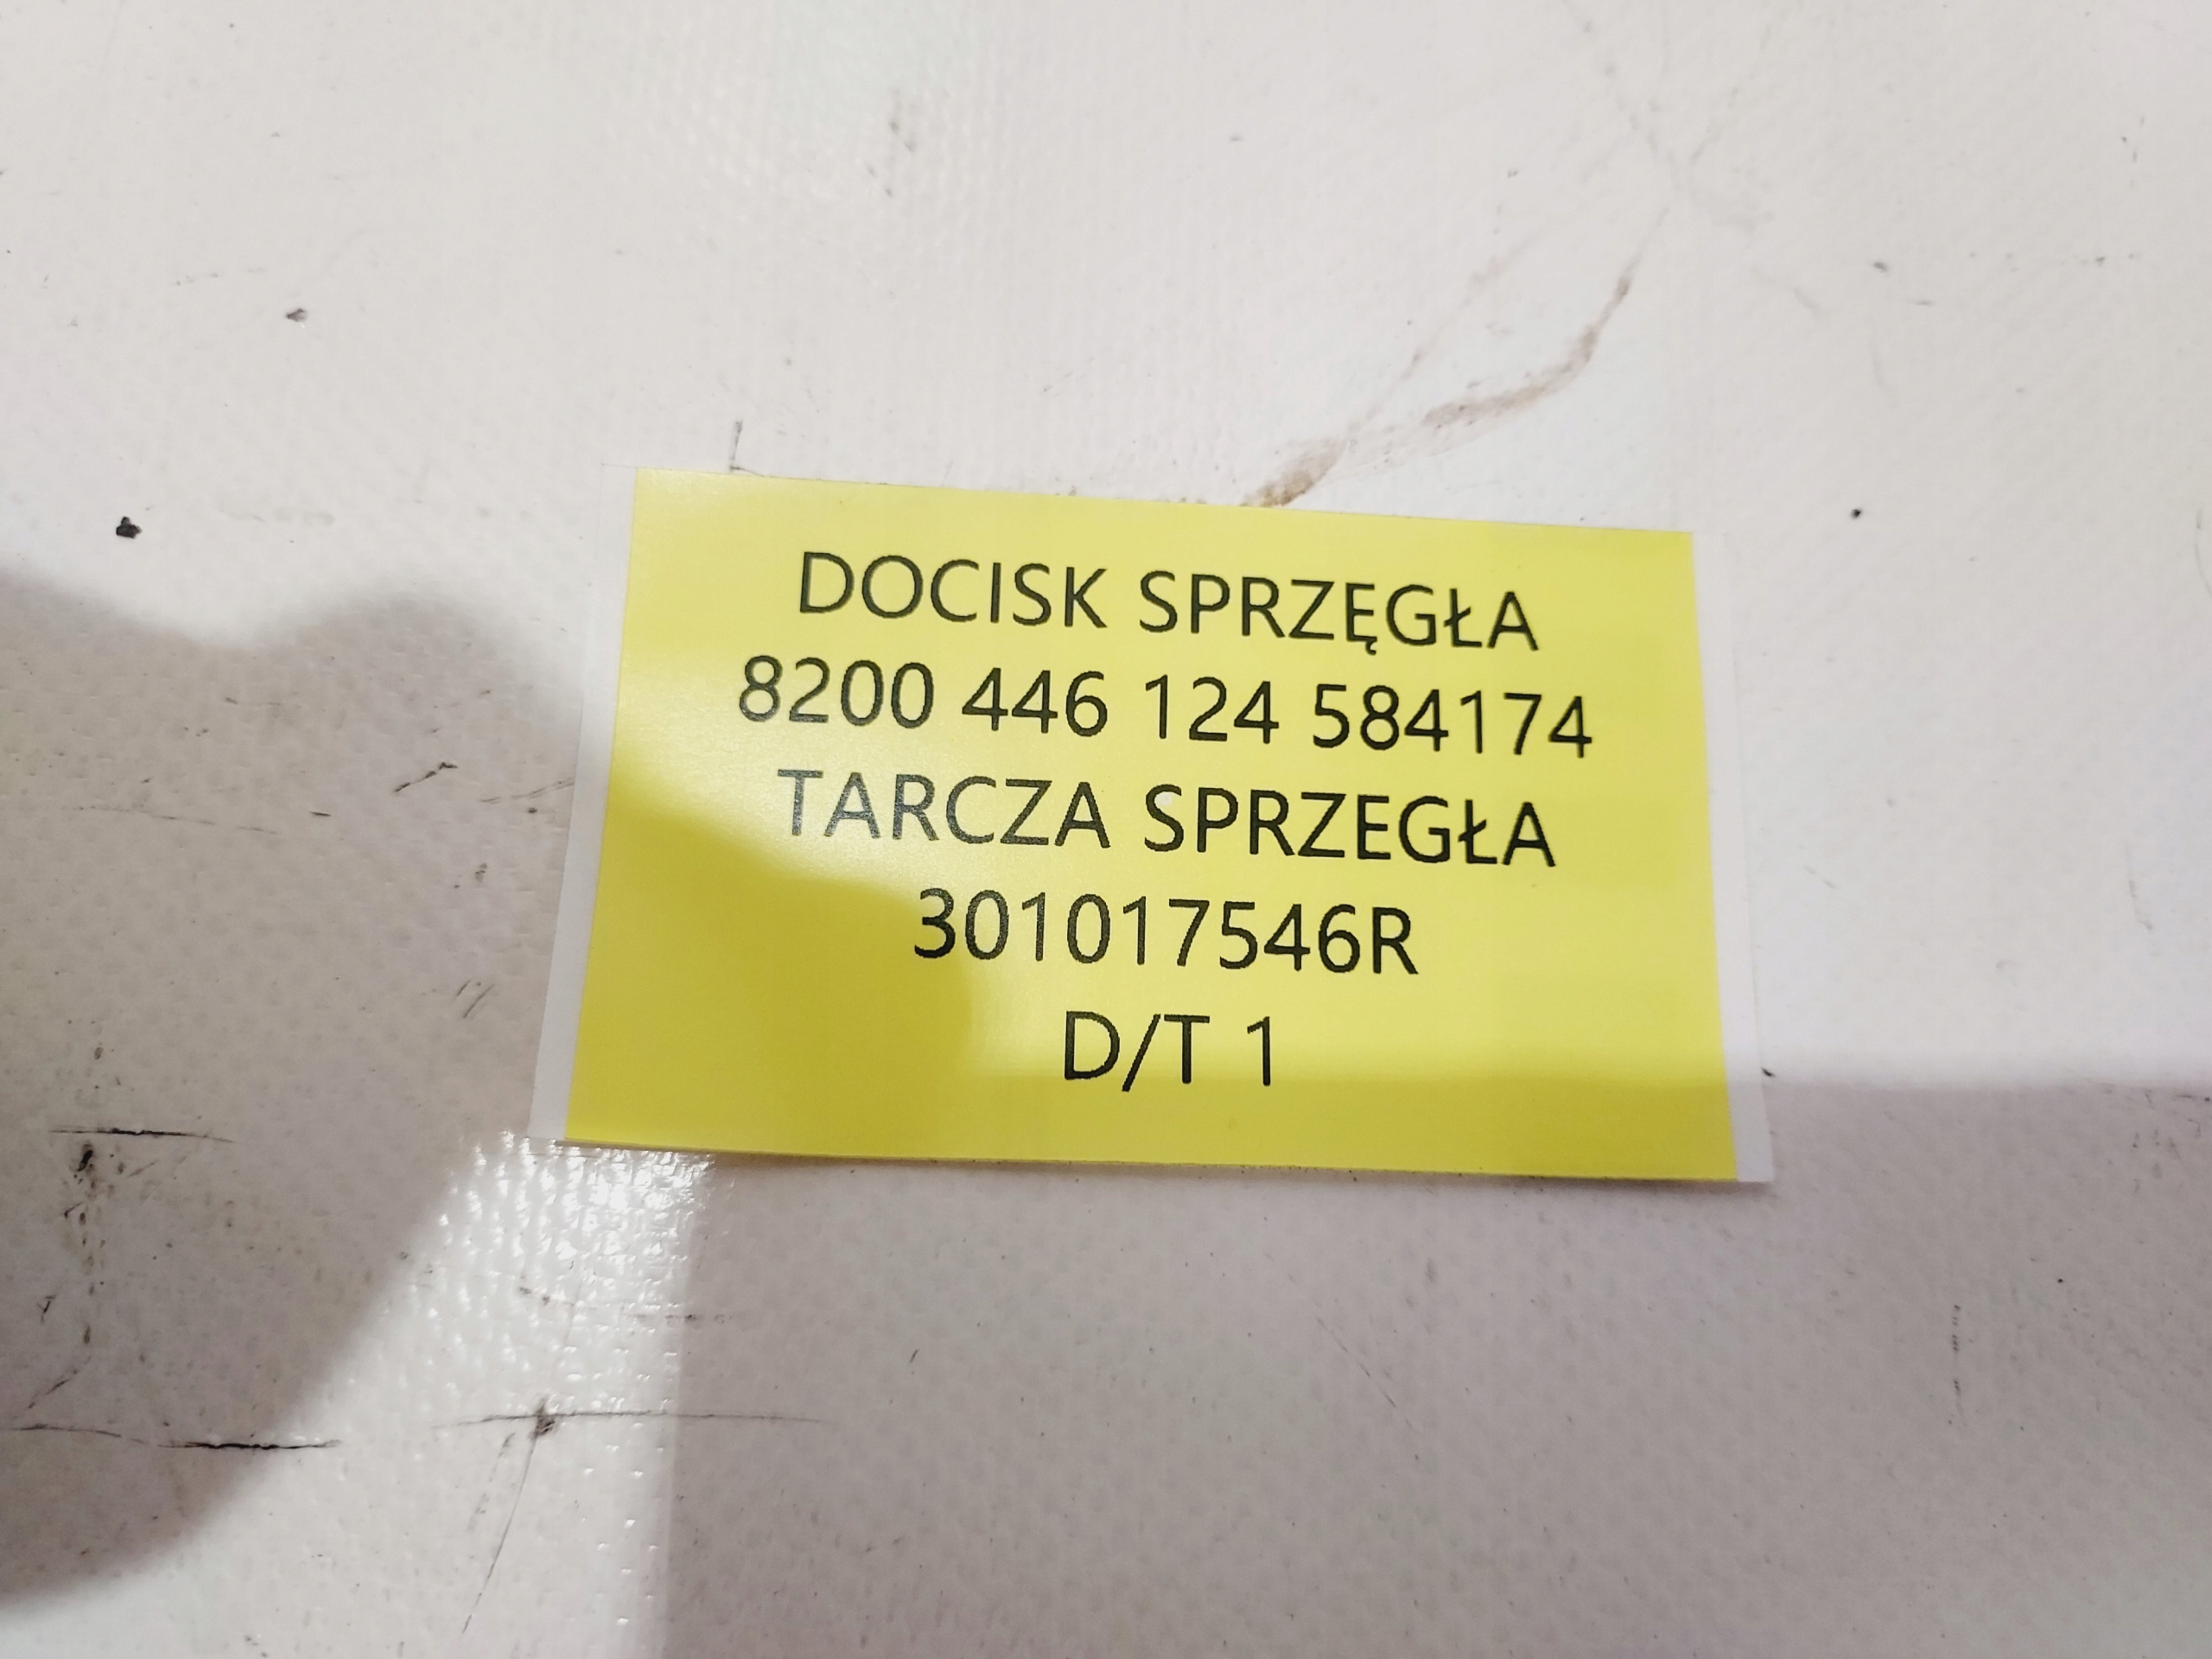 DOCISK SPRZĘGŁA
8200 446 124 584174
TARCZA SPRZEGŁA
301017546R
D/T 1